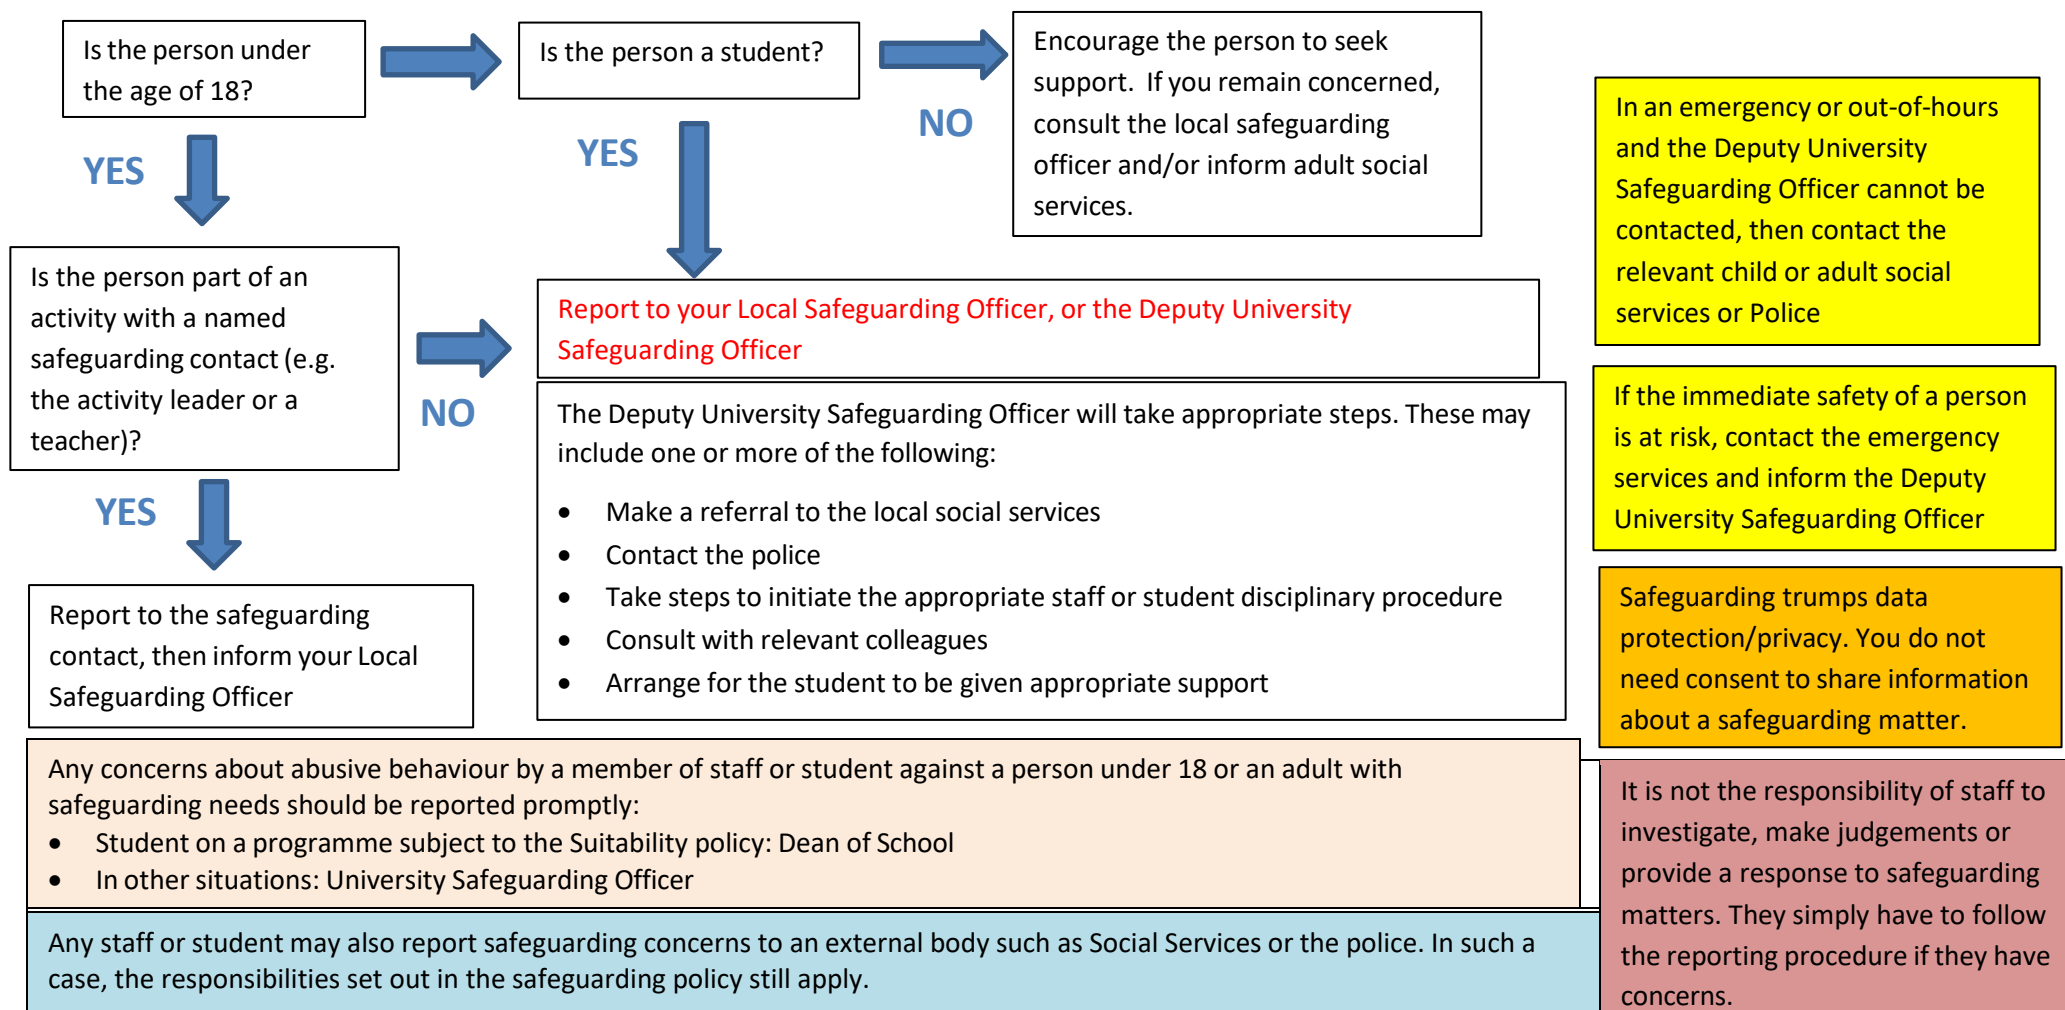 Is the person under
the age of 18?
Is the person a student?
Encourage the person to seek
support.  If you remain concerned,
consult the local safeguarding
officer and/or inform adult social
services.
YES
YES
NO
Is the person part of an
activity with a named
safeguarding contact (e.g.
the activity leader or a
teacher)?
NO
YES
Report to the safeguarding
contact, then inform your Local
Safeguarding Officer
Report to your Local Safeguarding Officer, or the Deputy University
Safeguarding Officer
The Deputy University Safeguarding Officer will take appropriate steps. These may
include one or more of the following:
• Make a referral to the local social services
• Contact the police
• Take steps to initiate the appropriate staff or student disciplinary procedure
• Consult with relevant colleagues
• Arrange for the student to be given appropriate support
In an emergency or out-of-hours
and the Deputy University
Safeguarding Officer cannot be
contacted, then contact the
relevant child or adult social
services or Police
If the immediate safety of a person
is at risk, contact the emergency
services and inform the Deputy
University Safeguarding Officer
Safeguarding trumps data
protection/privacy. You do not
need consent to share information
about a safeguarding matter.
Any concerns about abusive behaviour by a member of staff or student against a person under 18 or an adult with
safeguarding needs should be reported promptly:
• Student on a programme subject to the Suitability policy: Dean of School
• In other situations: University Safeguarding Officer
Any staff or student may also report safeguarding concerns to an external body such as Social Services or the police. In such a
case, the responsibilities set out in the safeguarding policy still apply.
It is not the responsibility of staff to
investigate, make judgements or
provide a response to safeguarding
matters. They simply have to follow
the reporting procedure if they have
concerns.